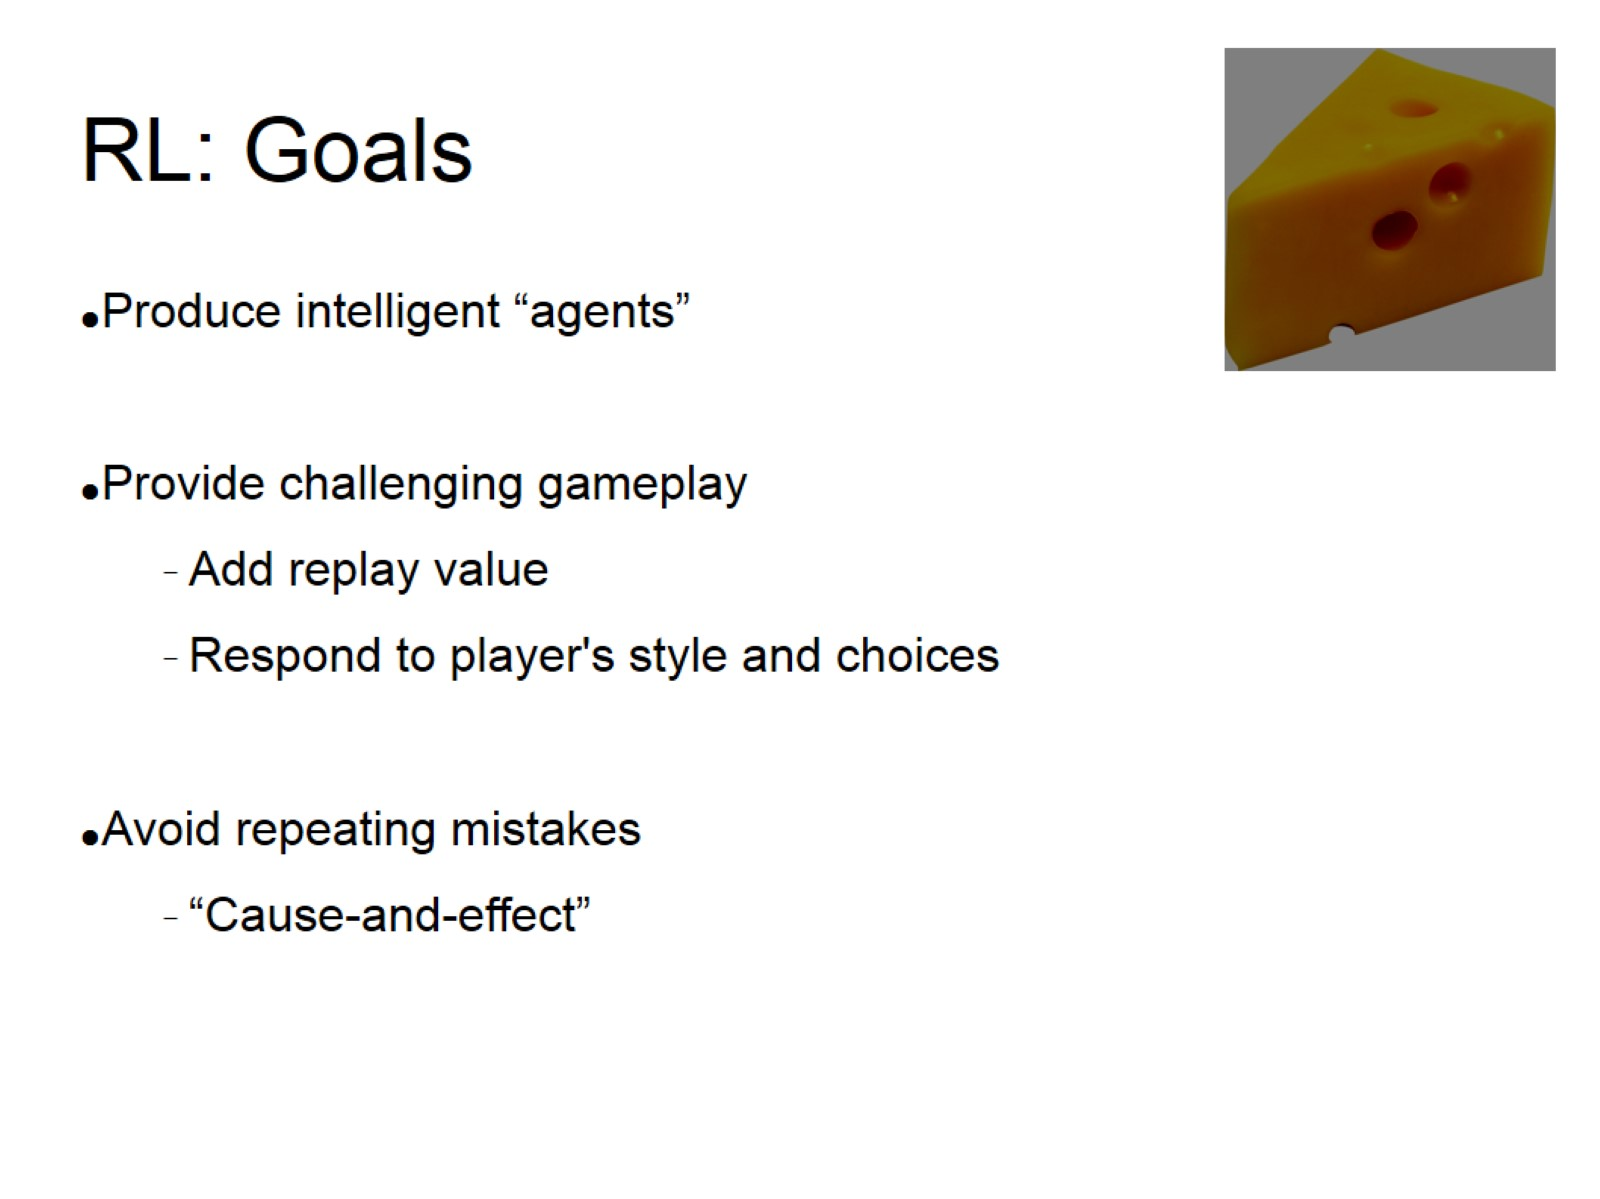 RL: Goals
●Produce intelligent “agents”
●Provide challenging gameplay
– Add replay value
– Respond to player's style and choices
●Avoid repeating mistakes
– “Cause-and-effect”